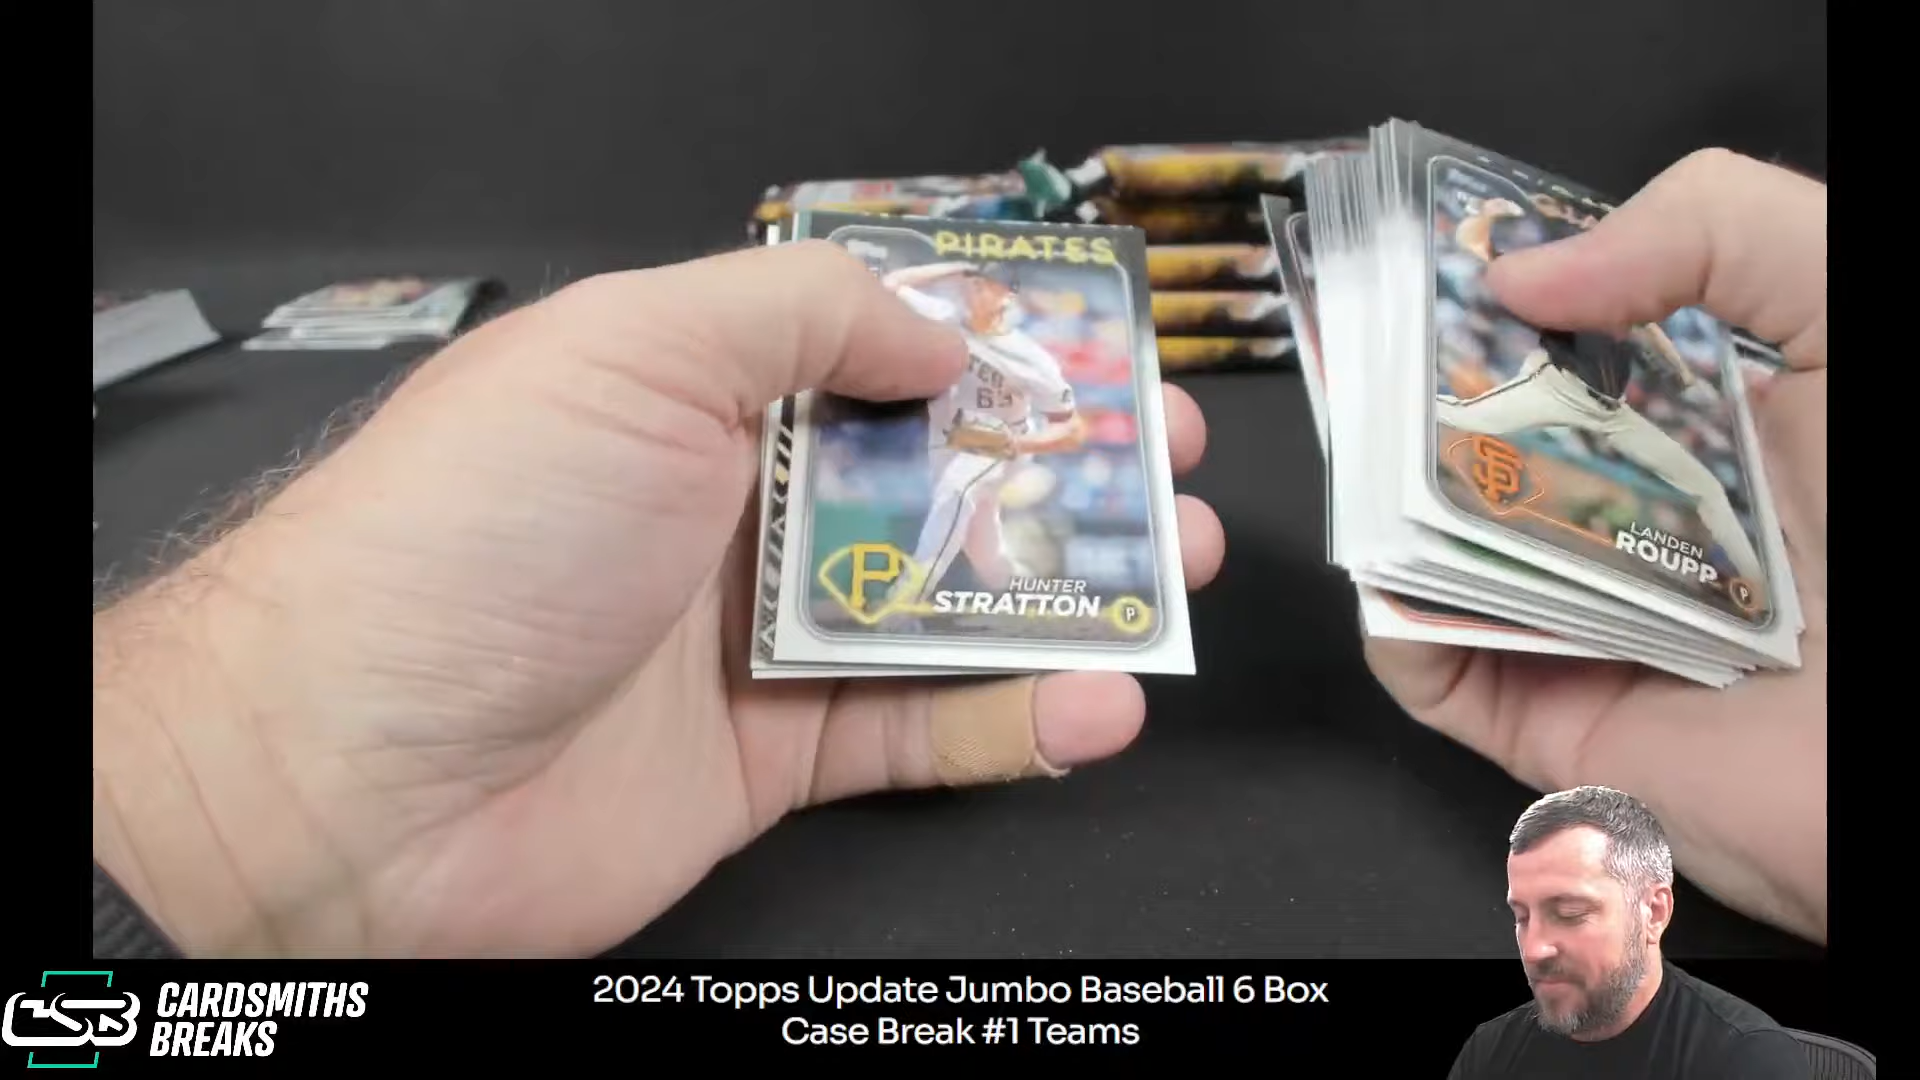 PIRATES
HUNTER
STRATTON
P
LANDEN
ROUPP
P
CARDSMITHS
BREAKS
2024 Topps Update Jumbo Baseball 6 Box
Case Break #1 Teams